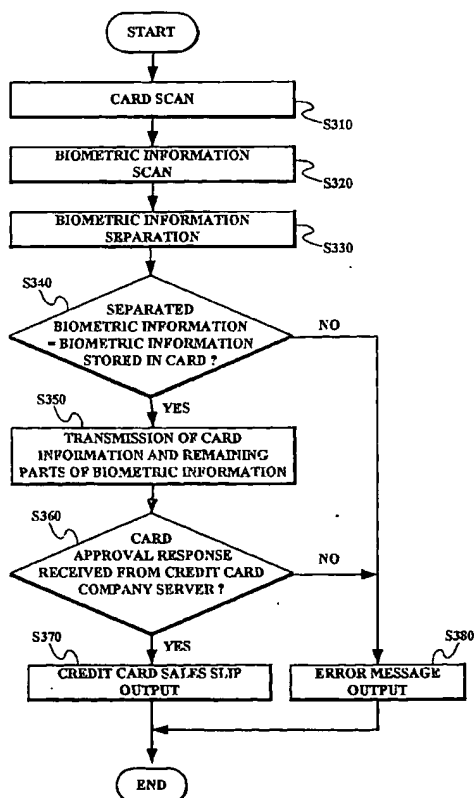 START
CARD SCAN
S310
BIOMETRIC INFORMATION
SCAN
S320
BIOMETRIC INFORMATION
SEPARATION
S330
S340
SEPARATED
BIOMETRIC INFORMATION
= BIOMETRIC INFORMATION
STORED IN CARD ?
NO
YES
S350
TRANSMISSION OF CARD
INFORMATION AND REMAINING
PARTS OF BIOMETRIC INFORMATION
S360
CARD
APPROVAL RESPONSE
RECEIVED FROM CREDIT CARD
COMPANY SERVER ?
NO
YES
S370
CREDIT CARD SALES SLIP
OUTPUT
S380
ERROR MESSAGE
OUTPUT
END